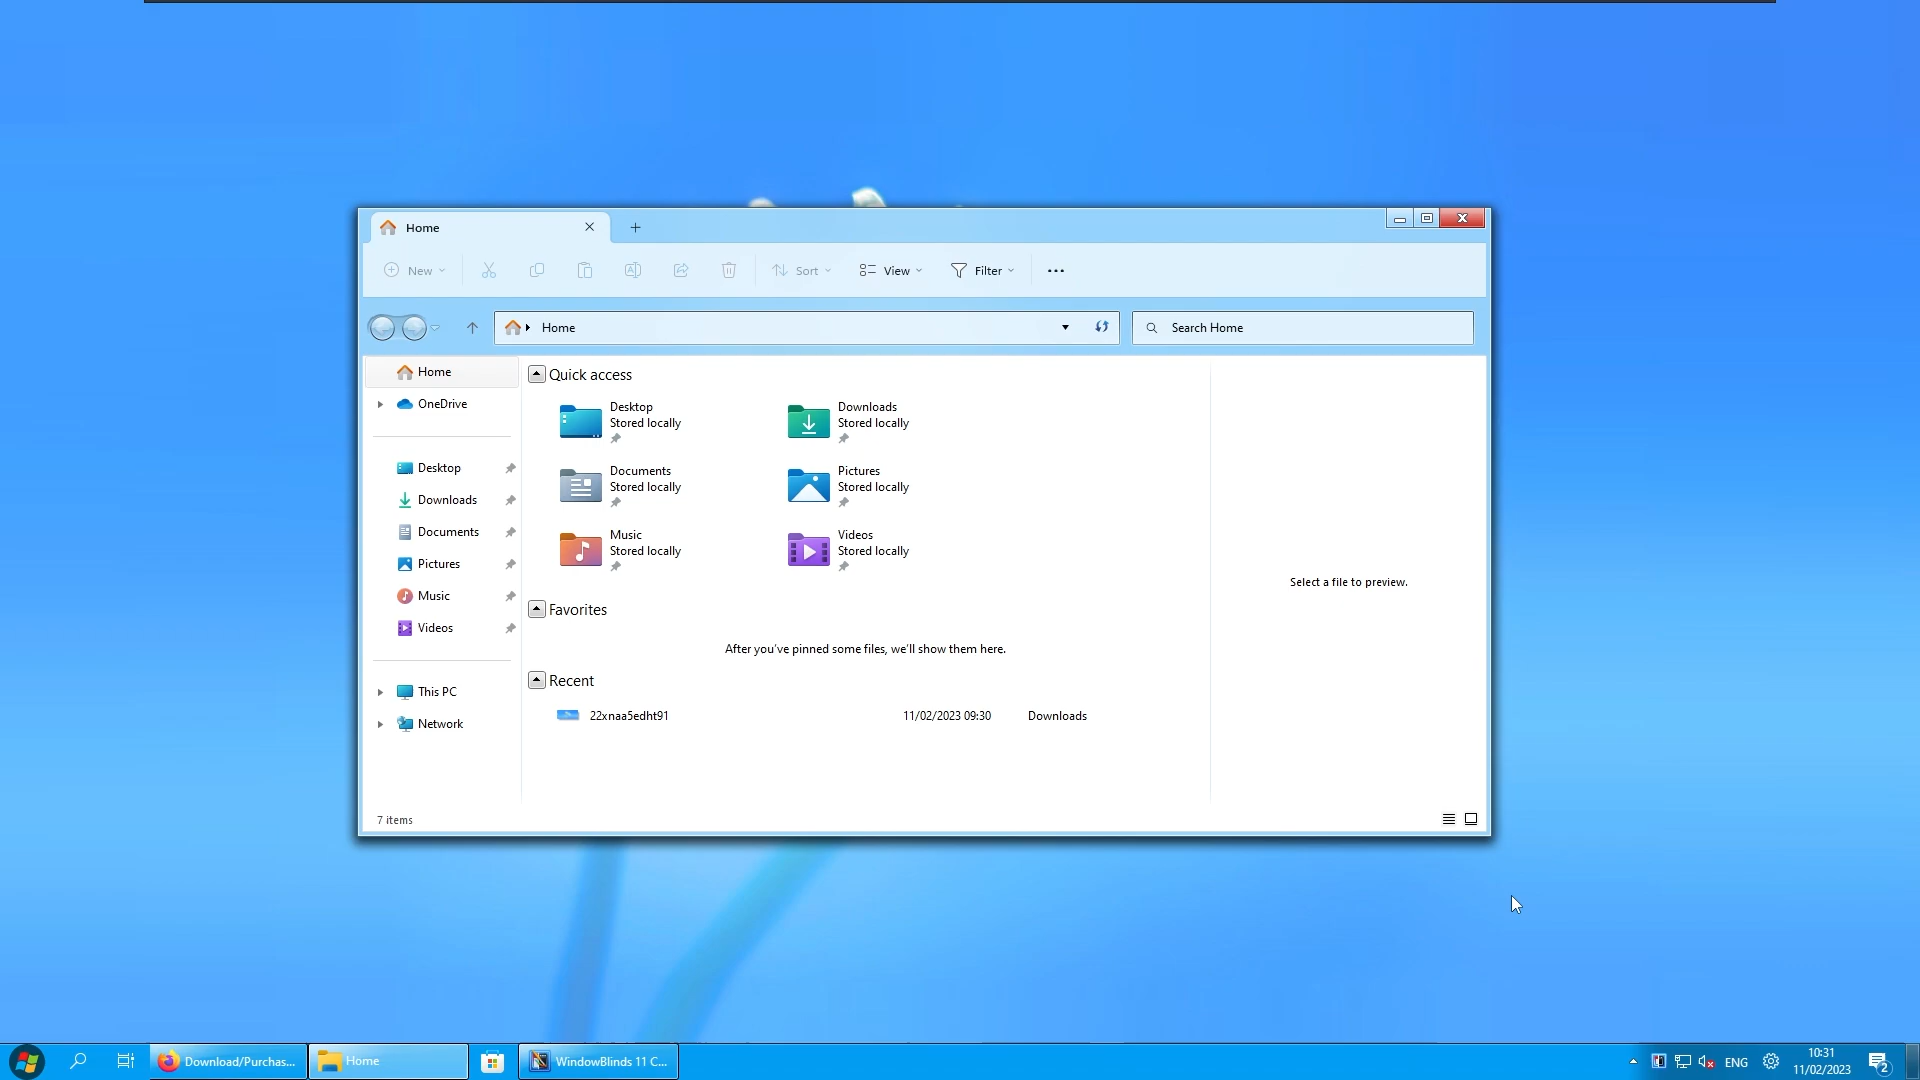 Home
New
Sort
View
Filter
Home
Search Home
Home
OneDrive
Desktop
Downloads
Documents
Pictures
Music
Videos
This PC
Network
Quick access
Desktop
Stored locally
Downloads
Stored locally
Documents
Stored locally
Pictures
Stored locally
Music
Stored locally
Videos
Stored locally
Favorites
After you've pinned some files, we'll show them here.
Recent
22xnaa5edht91 11/02/2023 09:30 Downloads
Select a file to preview.
7 items
Download/Purchas...
Home
WindowBlinds 11 C...
ENG
10:31
11/02/2023
2